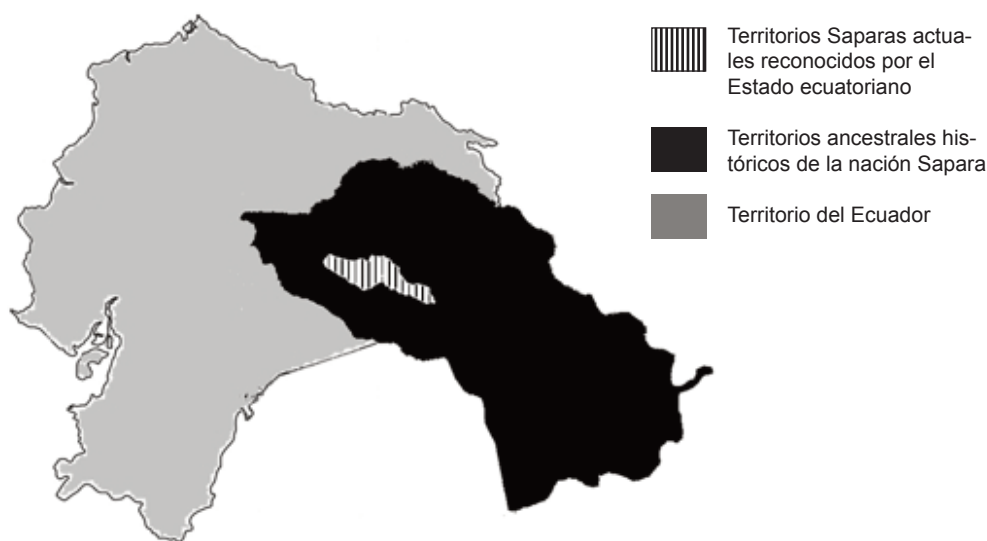 Territorios Saparas actua-
les reconocidos por el
Estado ecuatoriano
Territorios ancestrales his-
tóricos de la nación Sapara
Territorio del Ecuador